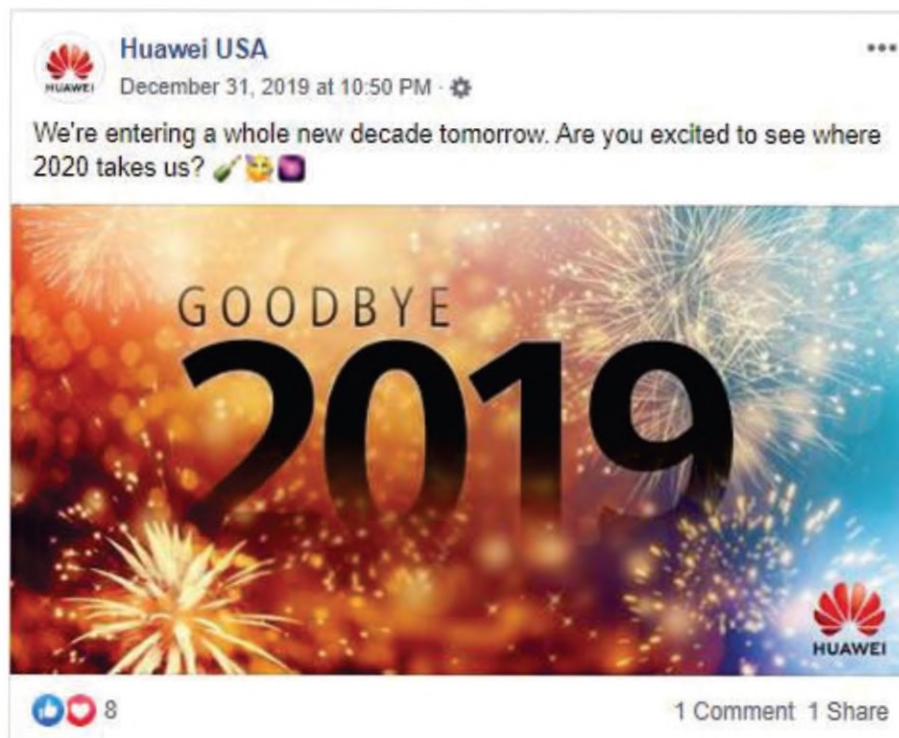 Huawei USA
HUAWEI
December 31, 2019 at 10:50 PM ·
We're entering a whole new decade tomorrow. Are you excited to see where
2020 takes us? 🍾🥳🎆
GOODBYE
2019
HUAWEI
8
1 Comment 1 Share